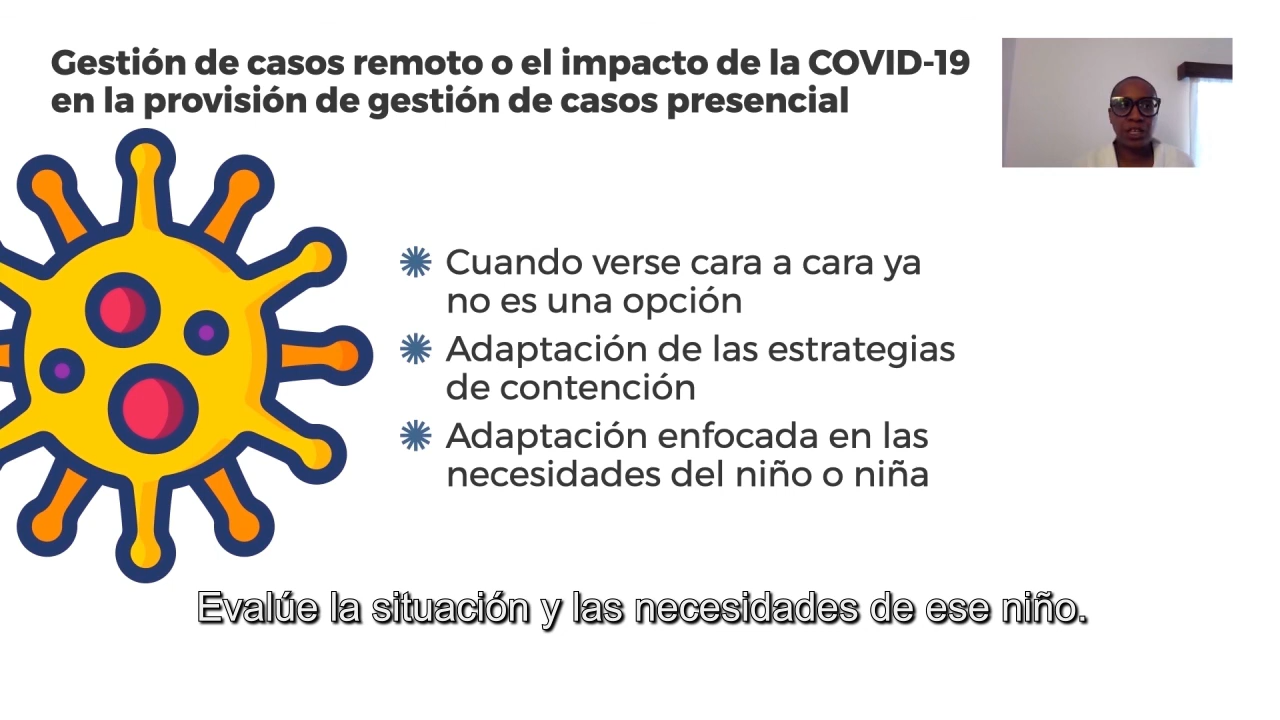 Gestión de casos remoto o el impacto de la COVID-19
en la provisión de gestión de casos presencial
Cuando verse cara a cara ya
no es una opción
Adaptación de las estrategias
de contención
Adaptación enfocada en las
necesidades del niño o niña
Evalúe la situación y las necesidades de ese niño.